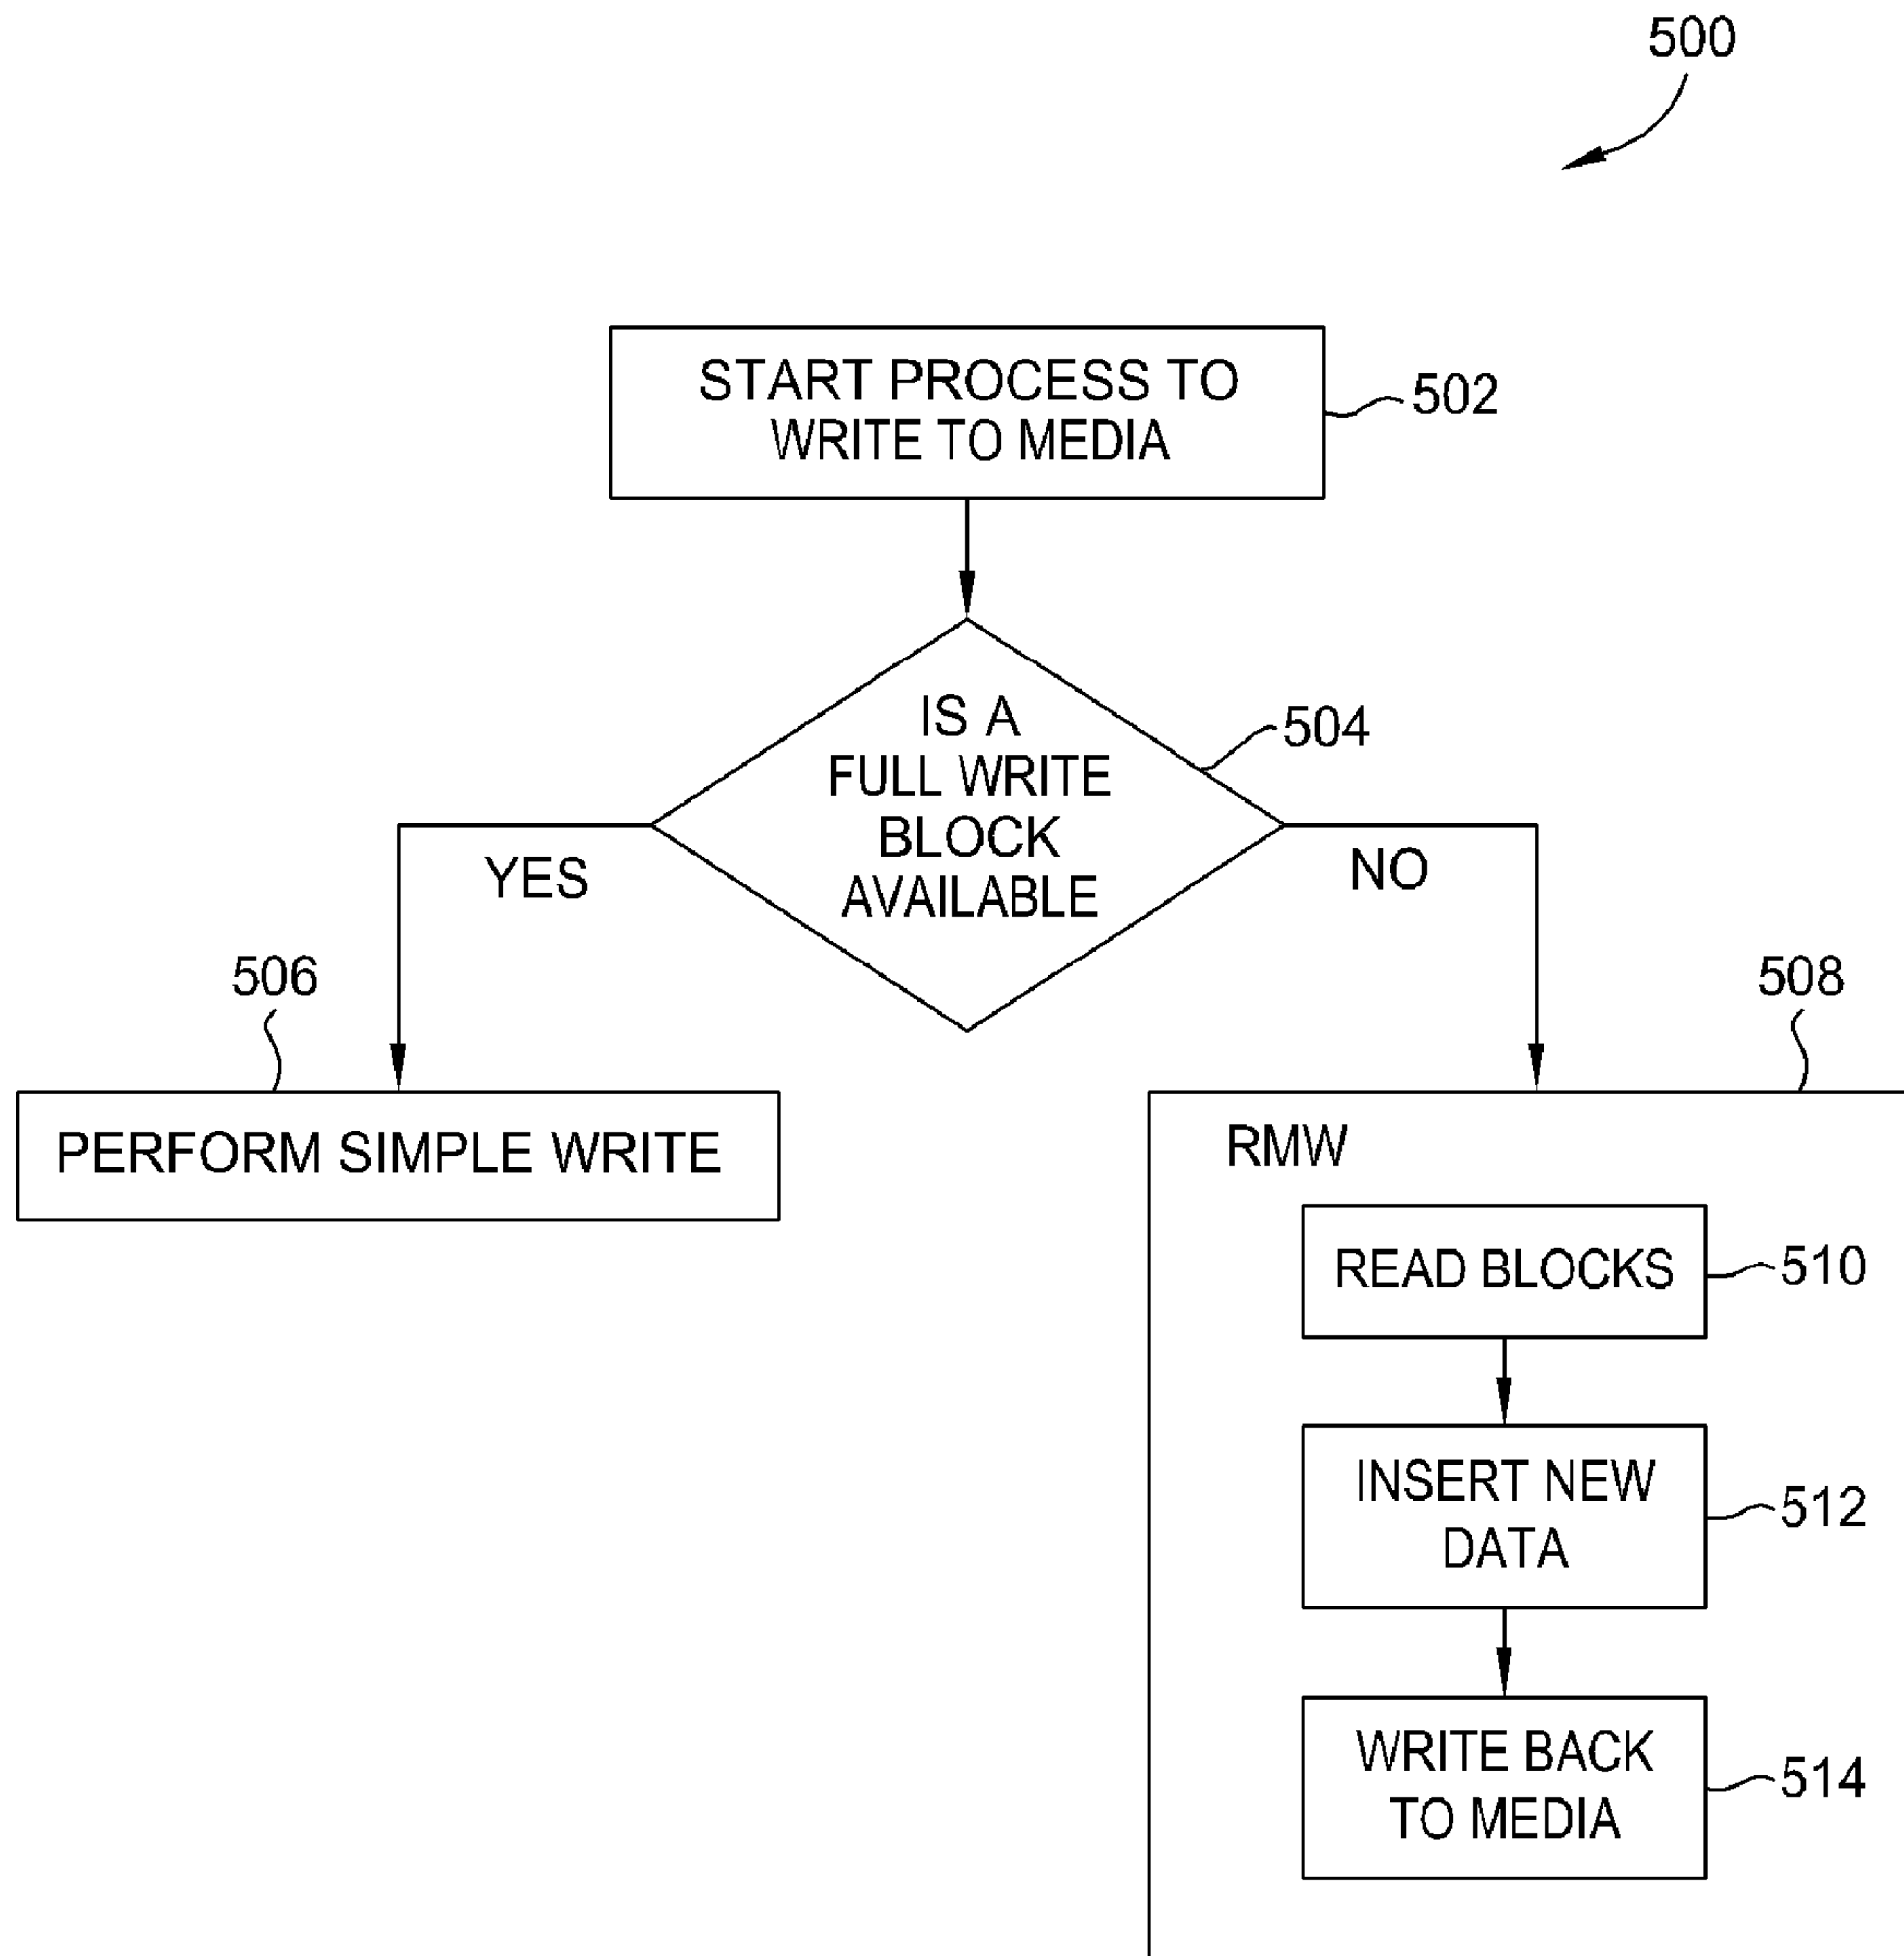 500
START PROCESS TO
WRITE TO MEDIA
502
IS A
FULL WRITE
BLOCK
AVAILABLE
504
YES
NO
506
PERFORM SIMPLE WRITE
508
RMW
READ BLOCKS
510
INSERT NEW
DATA
512
WRITE BACK
TO MEDIA
514